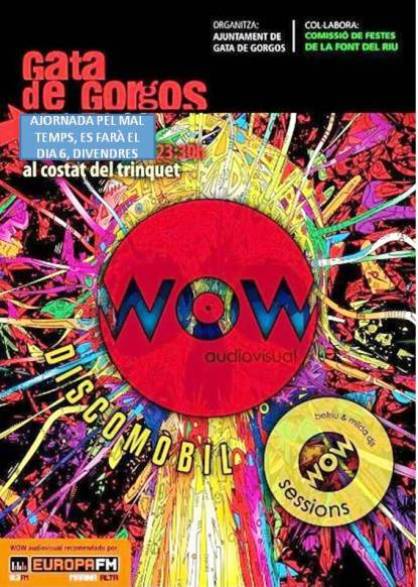 ORGANITZA:
AJUNTAMENT DE
GATA DE GORGOS
COL·LABORA:
COMISSIÓ DE FESTES
DE LA FONT DEL RIU
Gata
de Gorgos
AJORNADA PEL MAL
TEMPS, ES FARÀ EL
DIA 6, DIVENDRES
23:30h
al costat del trinquet
WOW
audiovisual
DISCOMÒBIL
WOW
sessions
WOW audiovisual recomendado por:
EUROPA FM
MARINA ALTA